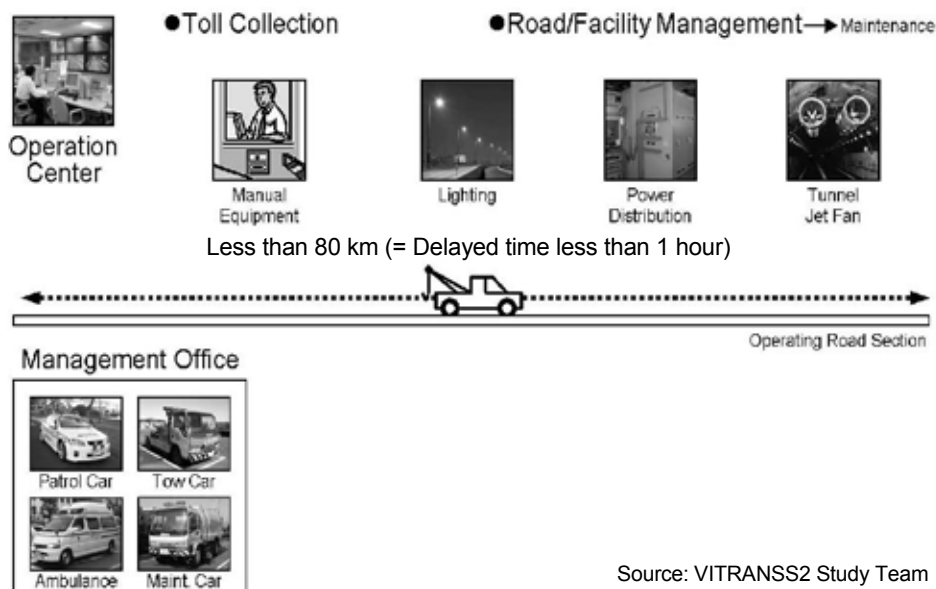 ●Toll Collection
●Road/Facility Management→Maintenance
Operation
Center
Manual
Equipment
Lighting
Power
Distribution
Tunnel
Jet Fan
Less than 80 km (= Delayed time less than 1 hour)
Operating Road Section
Management Office
Patrol Car
Tow Car
Ambulance
Maint. Car
Source: VITRANSS2 Study Team